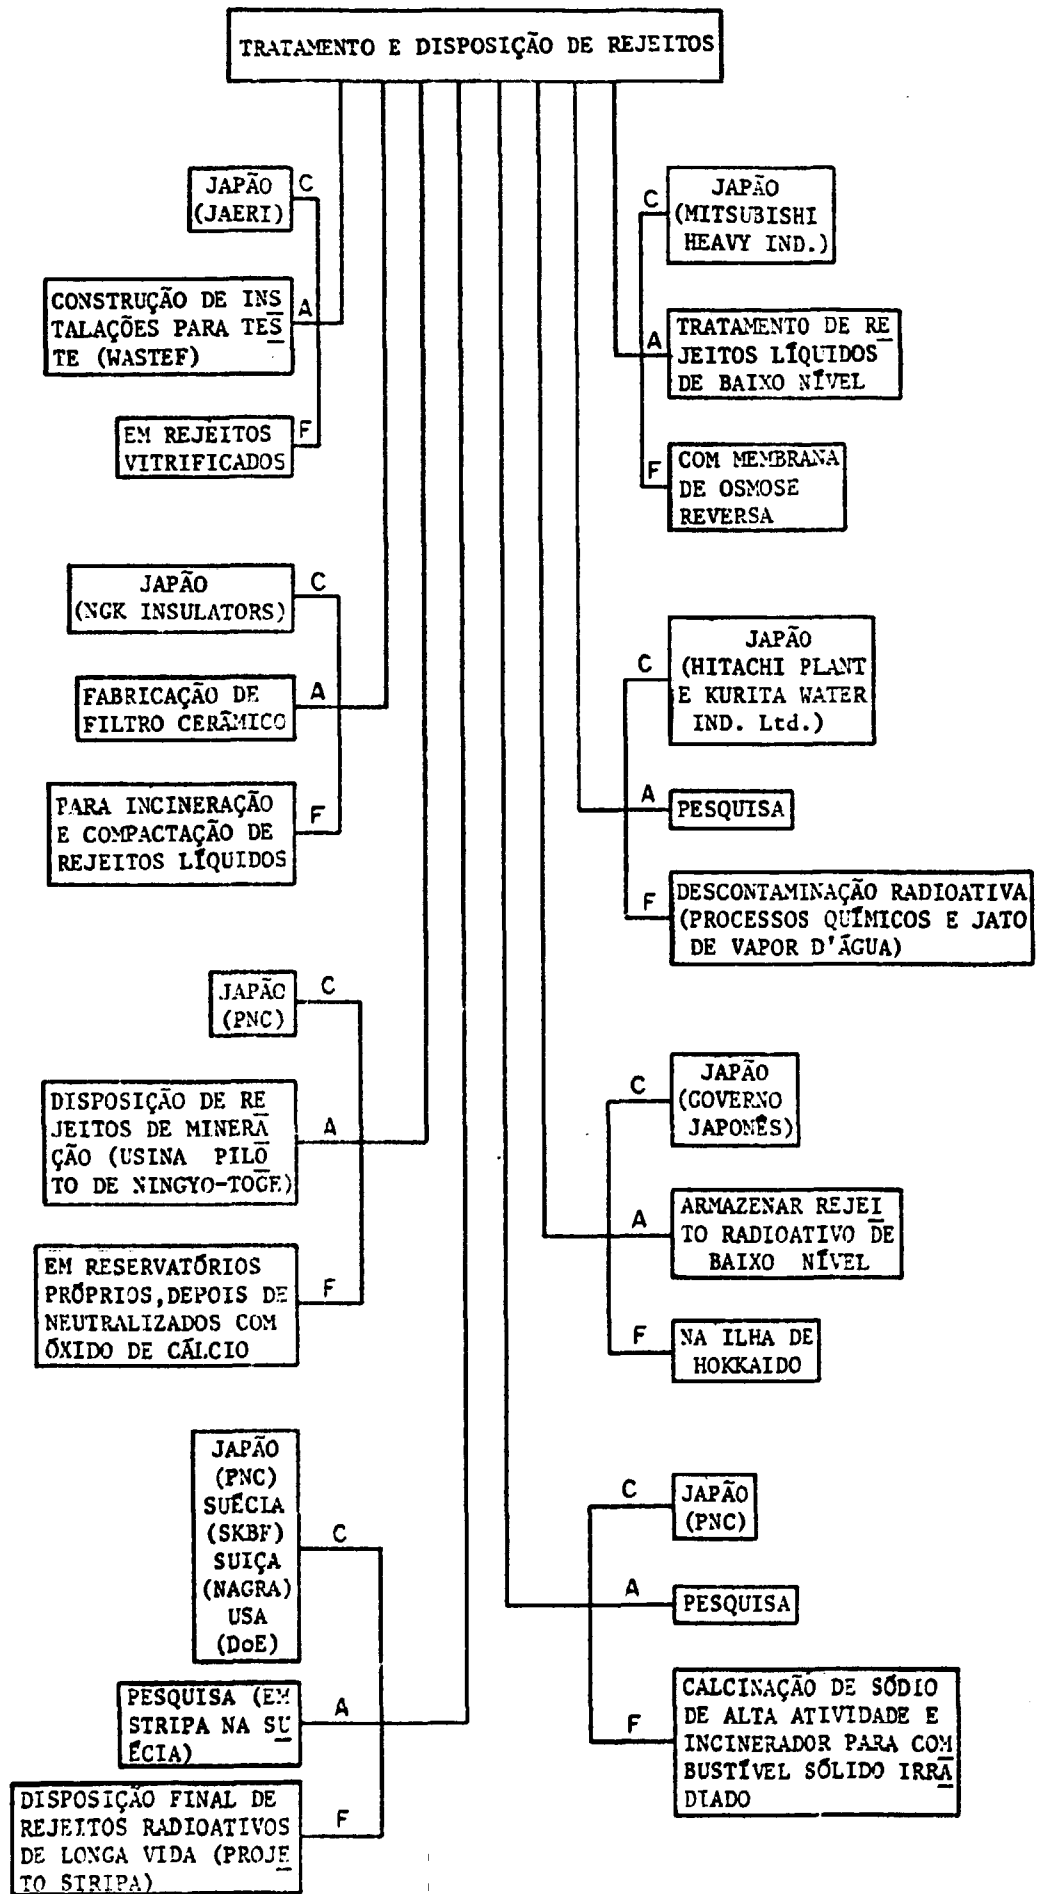 TRATAMENTO E DISPOSIÇÃO DE REJEITOS
JAPÃO
(JAERI)
C
CONSTRUÇÃO DE INS
TALAÇÕES PARA TES
TE (WASTEF)
A
EM REJEITOS
VITRIFICADOS
F
JAPÃO
(NGK INSULATORS)
C
FABRICAÇÃO DE
FILTRO CERÂMICO
A
PARA INCINERAÇÃO
E COMPACTAÇÃO DE
REJEITOS LÍQUIDOS
F
JAPÃO
(PNC)
C
DISPOSIÇÃO DE RE
JEITOS DE MINERA
ÇÃO (USINA PILO
TO DE NINGYO-TOGE)
A
EM RESERVATÓRIOS
PRÓPRIOS, DEPOIS DE
NEUTRALIZADOS COM
ÓXIDO DE CÁLCIO
F
JAPÃO
(PNC)
SUÉCIA
(SKBF)
SUIÇA
(NAGRA)
USA
(DoE)
C
PESQUISA (EM
STRIPA NA SU
ÉCIA)
A
DISPOSIÇÃO FINAL DE
REJEITOS RADIOATIVOS
DE LONGA VIDA (PROJE
TO STRIPA)
F
C
JAPÃO
(MITSUBISHI
HEAVY IND.)
A
TRATAMENTO DE RE
JEITOS LÍQUIDOS
DE BAIXO NÍVEL
F
COM MEMBRANA
DE OSMOSE
REVERSA
C
JAPÃO
(HITACHI PLANT
E KURITA WATER
IND. Ltd.)
A
PESQUISA
F
DESCONTAMINAÇÃO RADIOATIVA
(PROCESSOS QUÍMICOS E JATO
DE VAPOR D'ÁGUA)
C
JAPÃO
(GOVERNO
JAPONÊS)
A
ARMAZENAR REJEI
TO RADIOATIVO DE
BAIXO NÍVEL
F
NA ILHA DE
HOKKAIDO
C
JAPÃO
(PNC)
A
PESQUISA
F
CALCINAÇÃO DE SÓDIO
DE ALTA ATIVIDADE E
INCINERADOR PARA COM
BUSTÍVEL SÓLIDO IRRA
DIADO